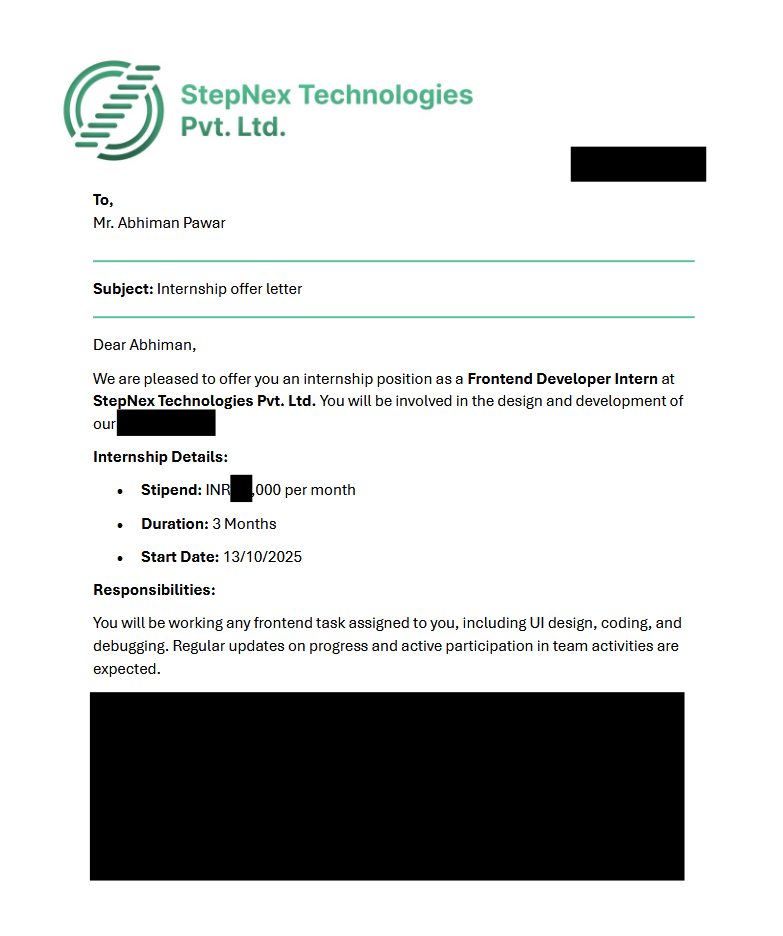 StepNex Technologies
Pvt. Ltd.
To,
Mr. Abhiman Pawar
Subject: Internship offer letter
Dear Abhiman,
We are pleased to offer you an internship position as a Frontend Developer Intern at
StepNex Technologies Pvt. Ltd. You will be involved in the design and development of
our
Internship Details:
• Stipend: INR ,000 per month
• Duration: 3 Months
• Start Date: 13/10/2025
Responsibilities:
You will be working any frontend task assigned to you, including UI design, coding, and
debugging. Regular updates on progress and active participation in team activities are
expected.